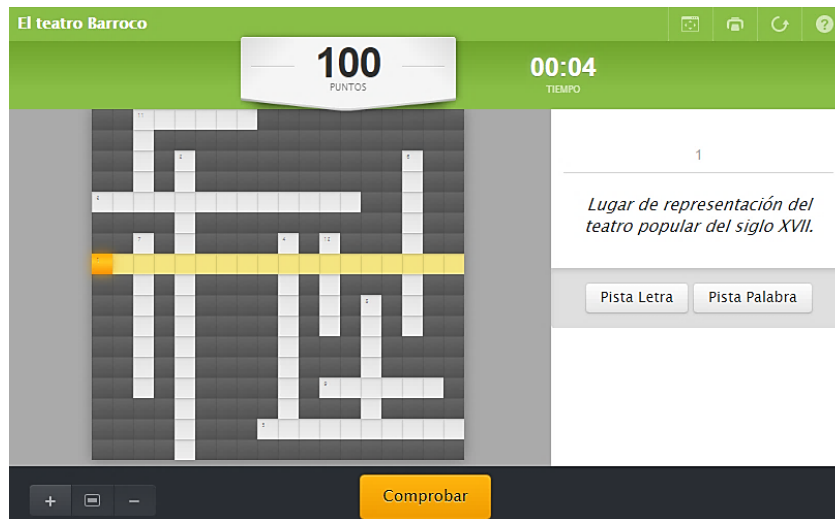 El teatro Barroco
?
100
PUNTOS
00:04
TIEMPO
1
Lugar de representación del
teatro popular del siglo XVII.
Pista Letra
Pista Palabra
+
−
Comprobar